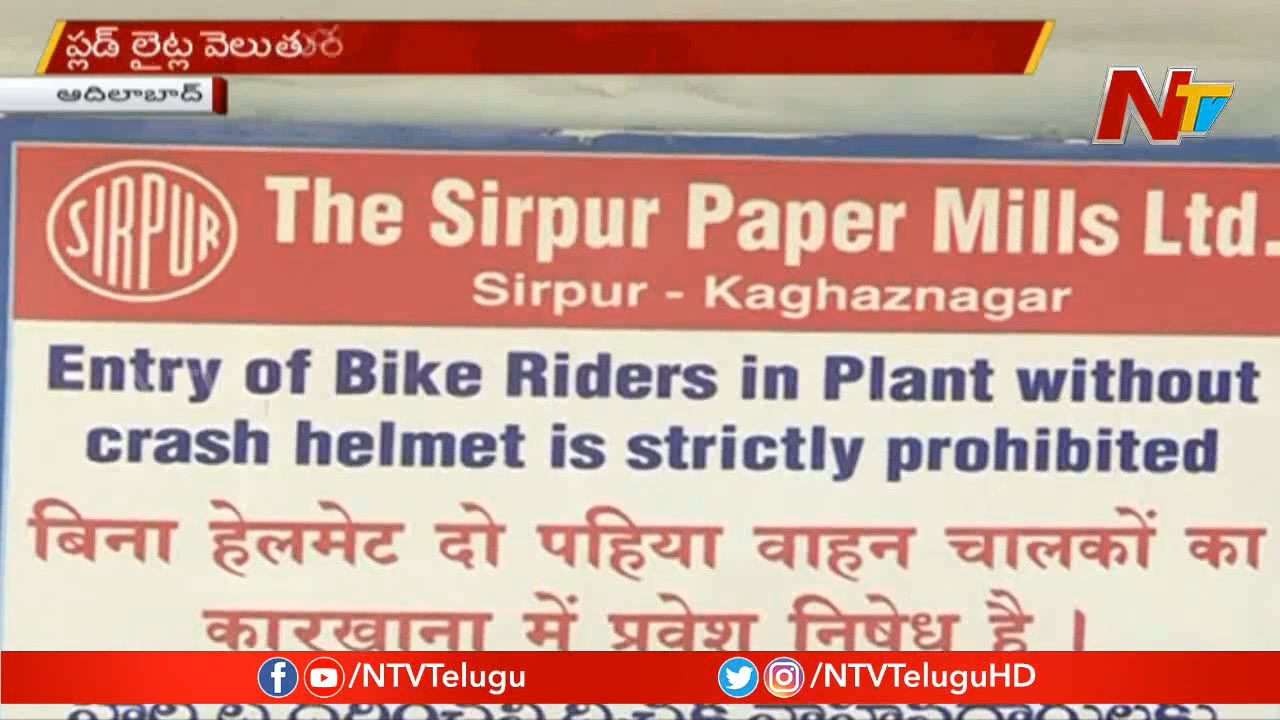 ప్లడ్ లైట్ల వెలుతు
ఆదిలాబాద్
NTV
SIRPUR
The Sirpur Paper Mills Ltd.
Sirpur - Kaghaznagar
Entry of Bike Riders in Plant without
crash helmet is strictly prohibited
बिना हेलमेट दो पहिया वाहन चालकों का
कारखाना में प्रवेश निषेध है ।
/NTVTelugu
/NTVTeluguHD